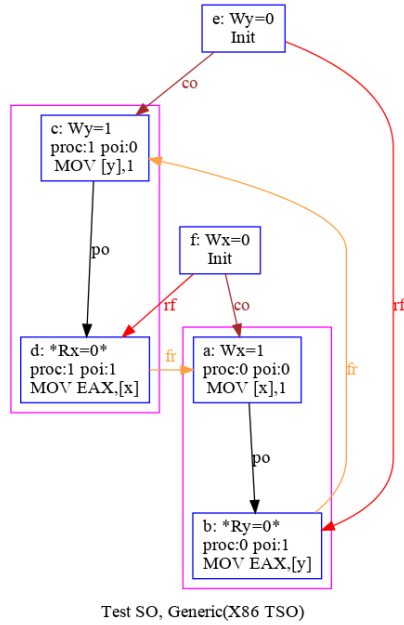 e: Wy=0
Init
co
c: Wy=1
proc:1 poi:0
MOV [y],1
po
f: Wx=0
Init
rf
co
rf
d: *Rx=0*
proc:1 poi:1
MOV EAX,[x]
fr
a: Wx=1
proc:0 poi:0
MOV [x],1
fr
po
b: *Ry=0*
proc:0 poi:1
MOV EAX,[y]
Test SO, Generic(X86 TSO)